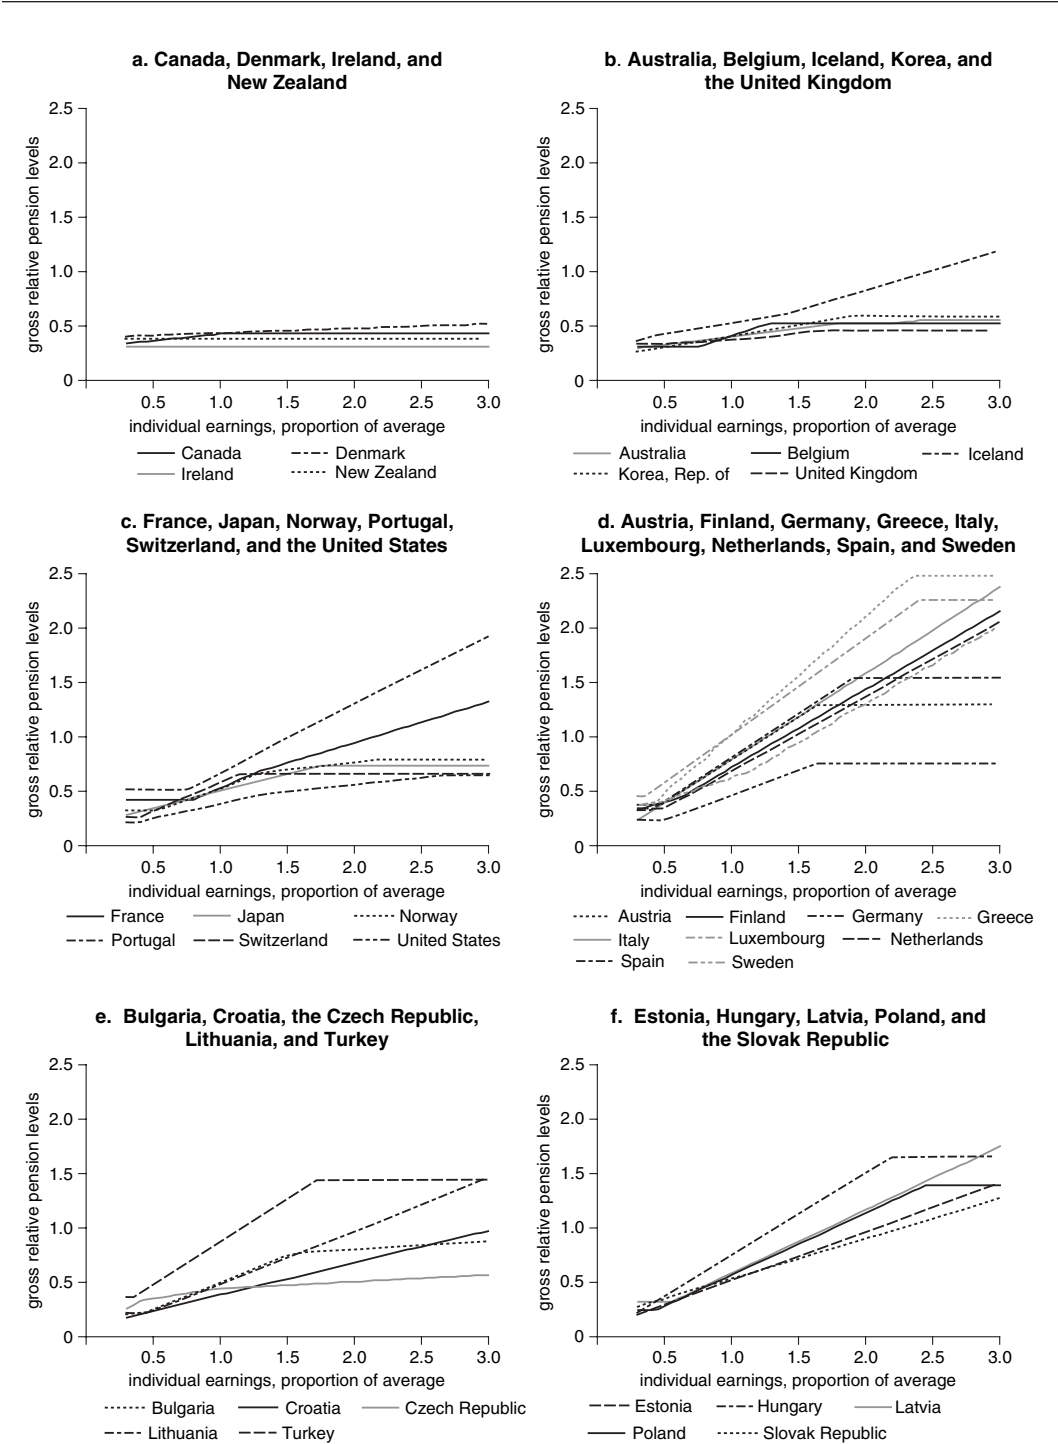 a. Canada, Denmark, Ireland, and
New Zealand
2.5
2.0
1.5
1.0
0.5
0
gross relative pension levels
0.5 1.0 1.5 2.0 2.5 3.0
individual earnings, proportion of average
Canada Denmark
Ireland New Zealand
b. Australia, Belgium, Iceland, Korea, and
the United Kingdom
2.5
2.0
1.5
1.0
0.5
0
gross relative pension levels
0.5 1.0 1.5 2.0 2.5 3.0
individual earnings, proportion of average
Australia Belgium Iceland
Korea, Rep. of United Kingdom
c. France, Japan, Norway, Portugal,
Switzerland, and the United States
2.5
2.0
1.5
1.0
0.5
0
gross relative pension levels
0.5 1.0 1.5 2.0 2.5 3.0
individual earnings, proportion of average
France Japan Norway
Portugal Switzerland United States
d. Austria, Finland, Germany, Greece, Italy,
Luxembourg, Netherlands, Spain, and Sweden
2.5
2.0
1.5
1.0
0.5
0
gross relative pension levels
0.5 1.0 1.5 2.0 2.5 3.0
individual earnings, proportion of average
Austria Finland Germany Greece
Italy Luxembourg Netherlands
Spain Sweden
e. Bulgaria, Croatia, the Czech Republic,
Lithuania, and Turkey
2.5
2.0
1.5
1.0
0.5
0
gross relative pension levels
0.5 1.0 1.5 2.0 2.5 3.0
individual earnings, proportion of average
Bulgaria Croatia Czech Republic
Lithuania Turkey
f. Estonia, Hungary, Latvia, Poland, and
the Slovak Republic
2.5
2.0
1.5
1.0
0.5
0
gross relative pension levels
0.5 1.0 1.5 2.0 2.5 3.0
individual earnings, proportion of average
Estonia Hungary Latvia
Poland Slovak Republic